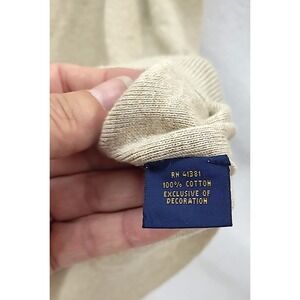 RN 41381
100% COTTON
EXCLUSIVE OF
DECORATION